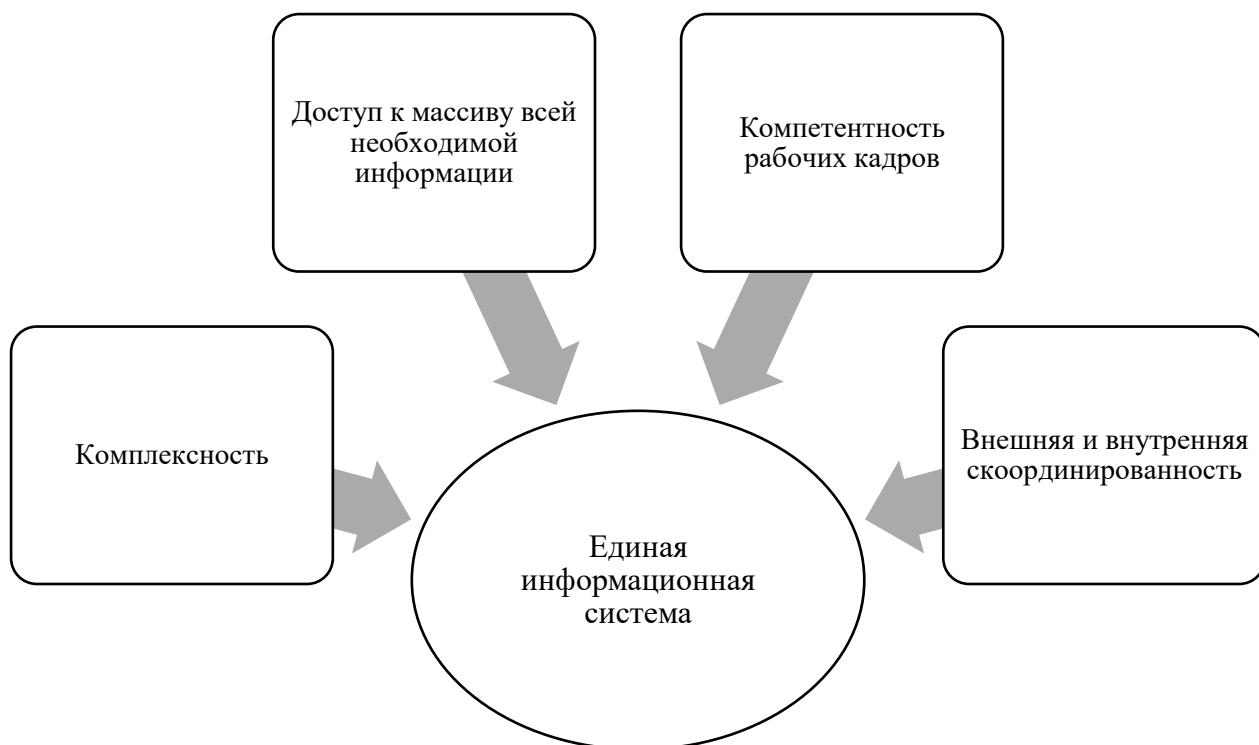 Доступ к массиву всей
необходимой
информации
Компетентность
рабочих кадров
Комплексность
Внешняя и внутренняя
скоординированность
Единая
информационная
система